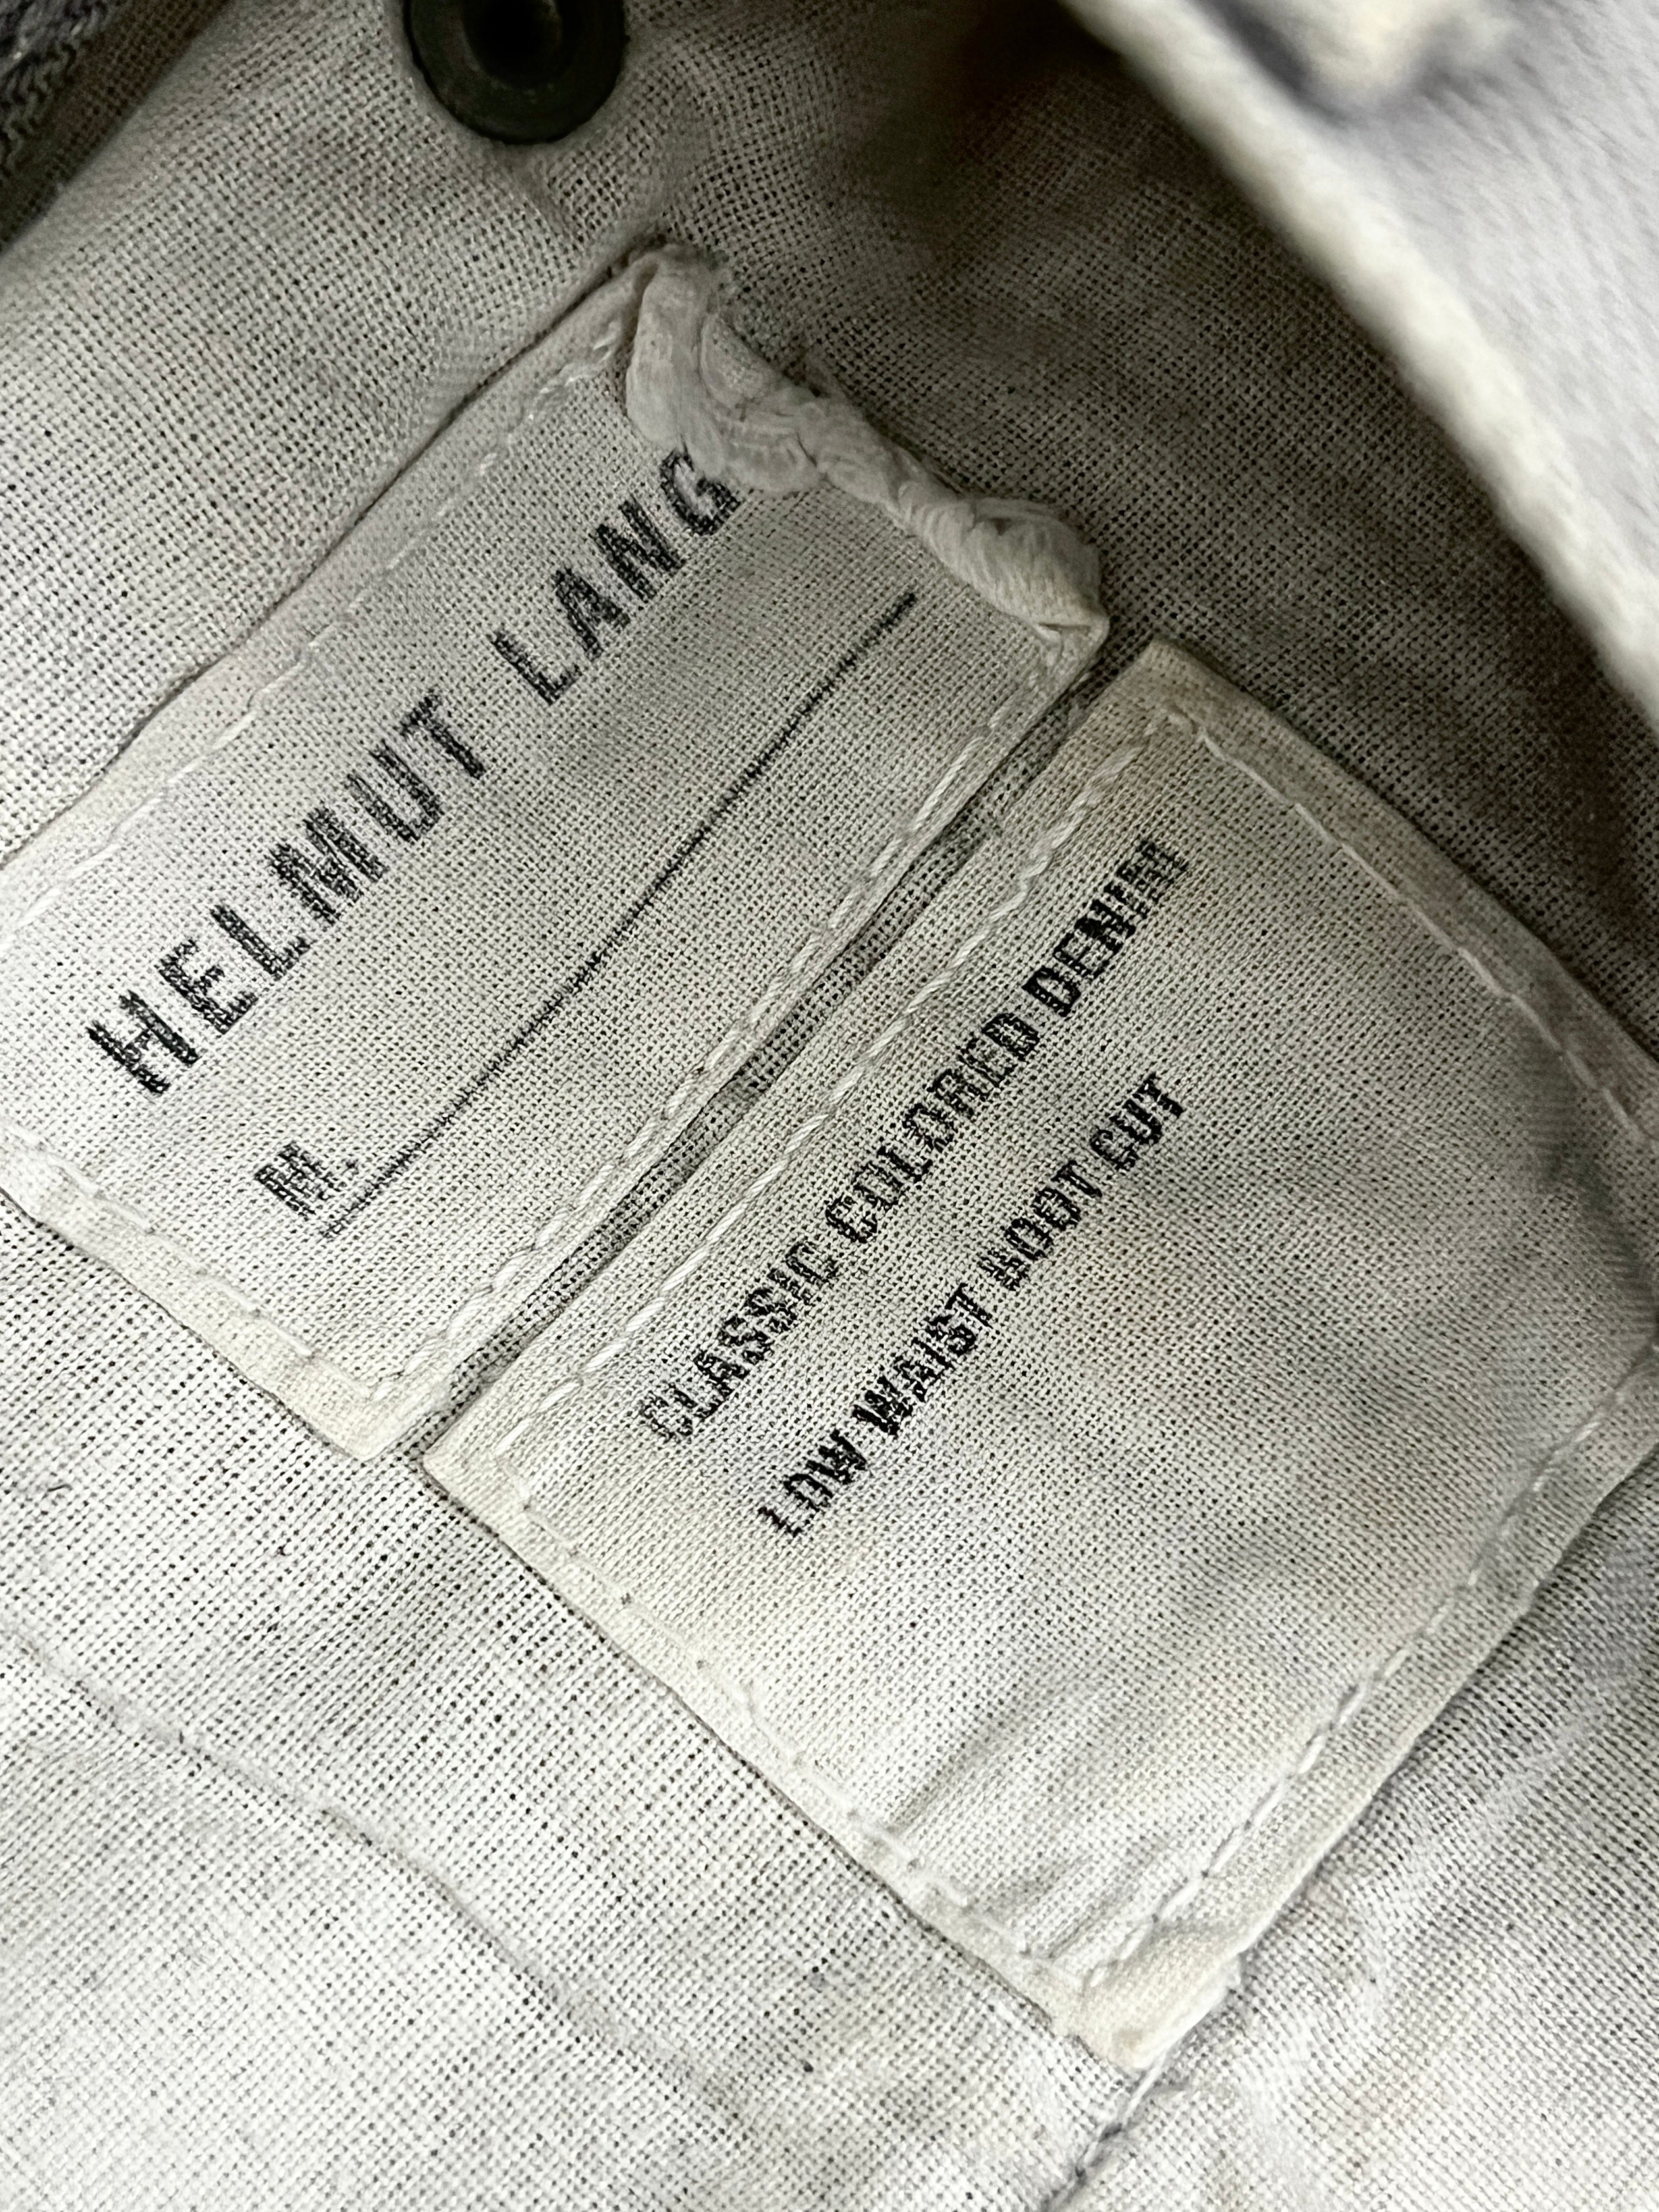 HELMUT LANG
M.
CLASSIC COLORED DENIM
LOW WAIST BOOT CUT